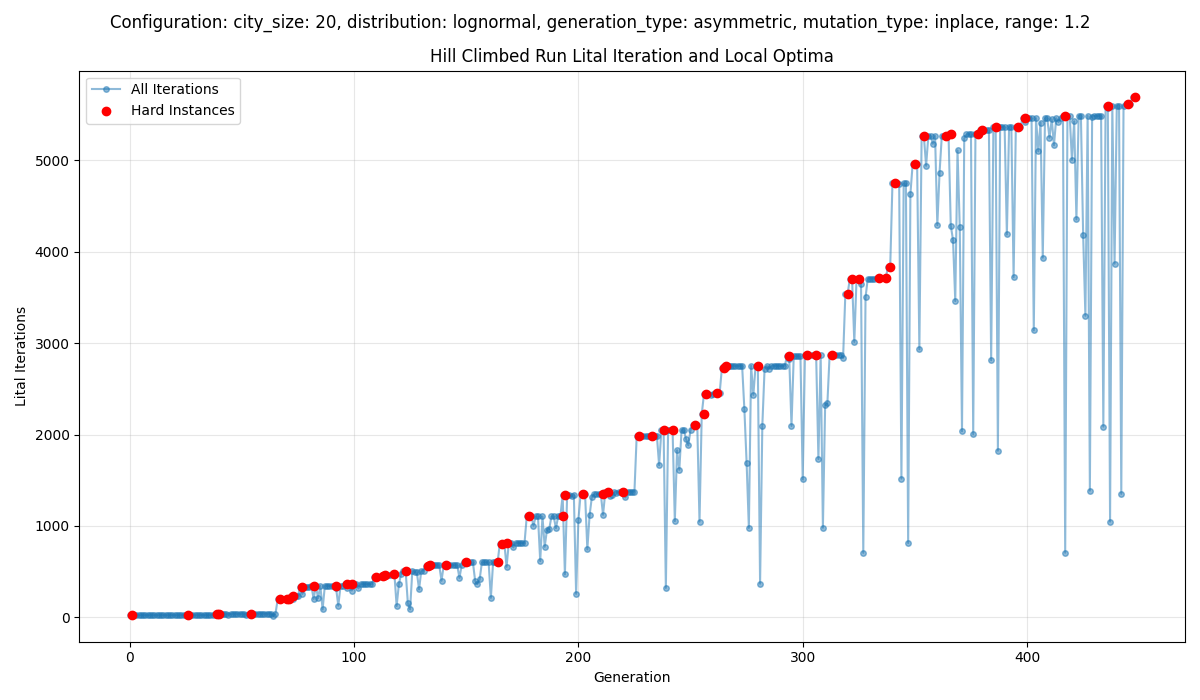 Configuration: city_size: 20, distribution: lognormal, generation_type: asymmetric, mutation_type: inplace, range: 1.2
Hill Climbed Run Lital Iteration and Local Optima
All Iterations
Hard Instances
Lital Iterations
5000
4000
3000
2000
1000
0
0
100
200
300
400
Generation